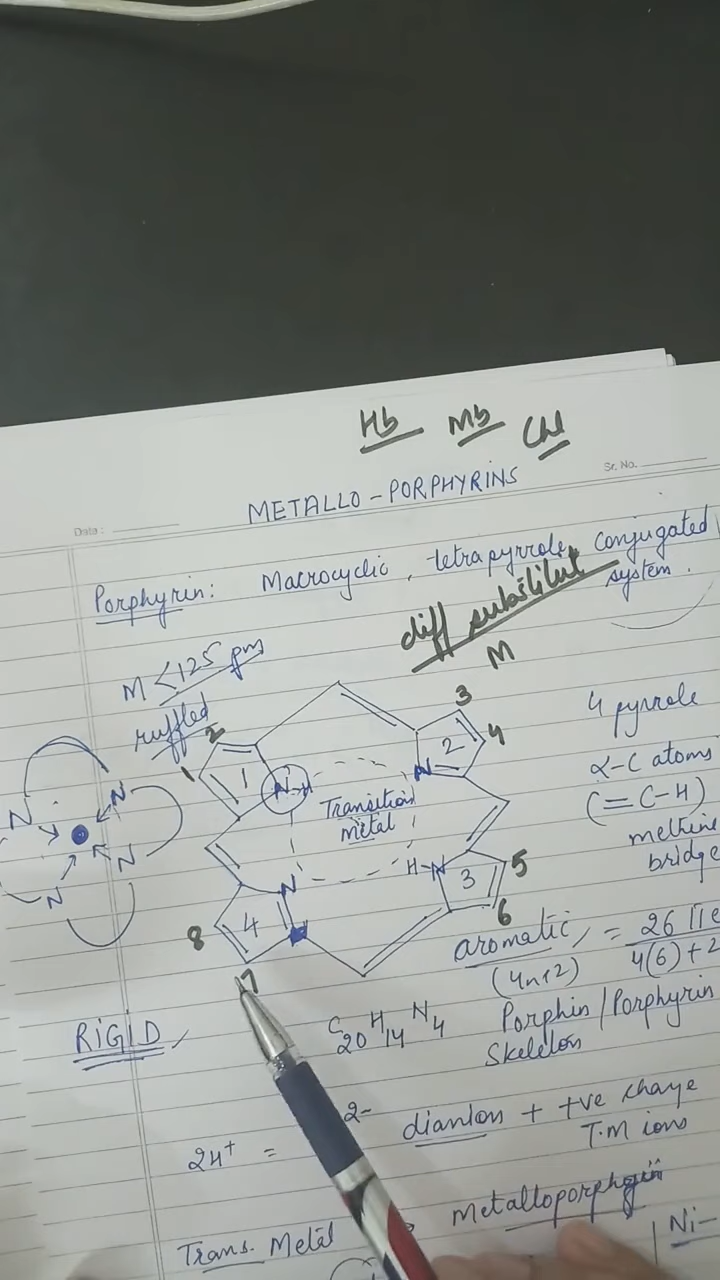 Hb Mb Chl
Sr. No.
METALLO-PORPHYRINS
Date:
Porphyrin: Macrocyclic, tetrapyrrole, conjugated
system.
diff substitut
M
M ≤ 125 pm
ruffled
3
4
2
1
1
2
N-H
N
Transition
Metal
4 pyrrole
α-C atoms
(=C-H)
methine
bridge
N
N
N
N
N
H-N
3
5
6
8
4
7
aromatic, = 26 πe
(4n+2) 4(6)+2
RIGID,
C20H14N4 Porphin/Porphyrin
Skeleton
2H+ = 2- dianion + +ve charge
T.M ions
Trans. Metal Metalloporphyrin
Ni-